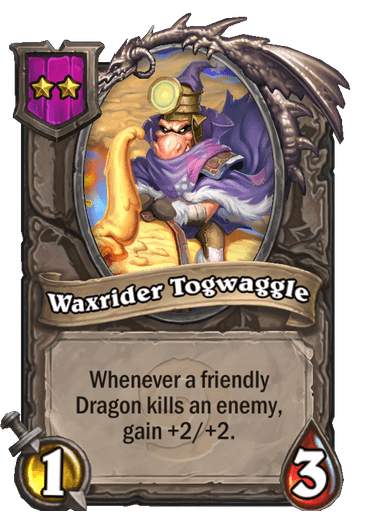 Waxrider Togwaggle
Whenever a friendly
Dragon kills an enemy,
gain +2/+2.
1
3